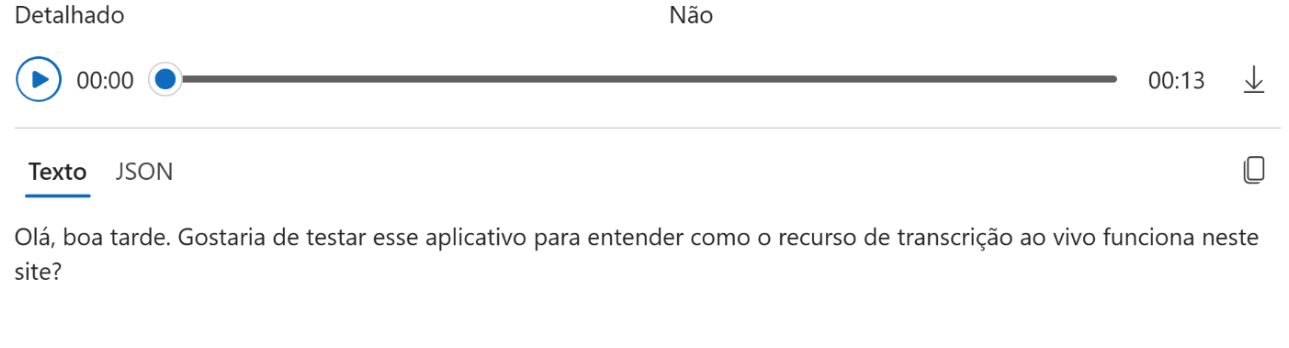 Detalhado Não
00:00 00:13
Texto JSON
Olá, boa tarde. Gostaria de testar esse aplicativo para entender como o recurso de transcrição ao vivo funciona neste
site?